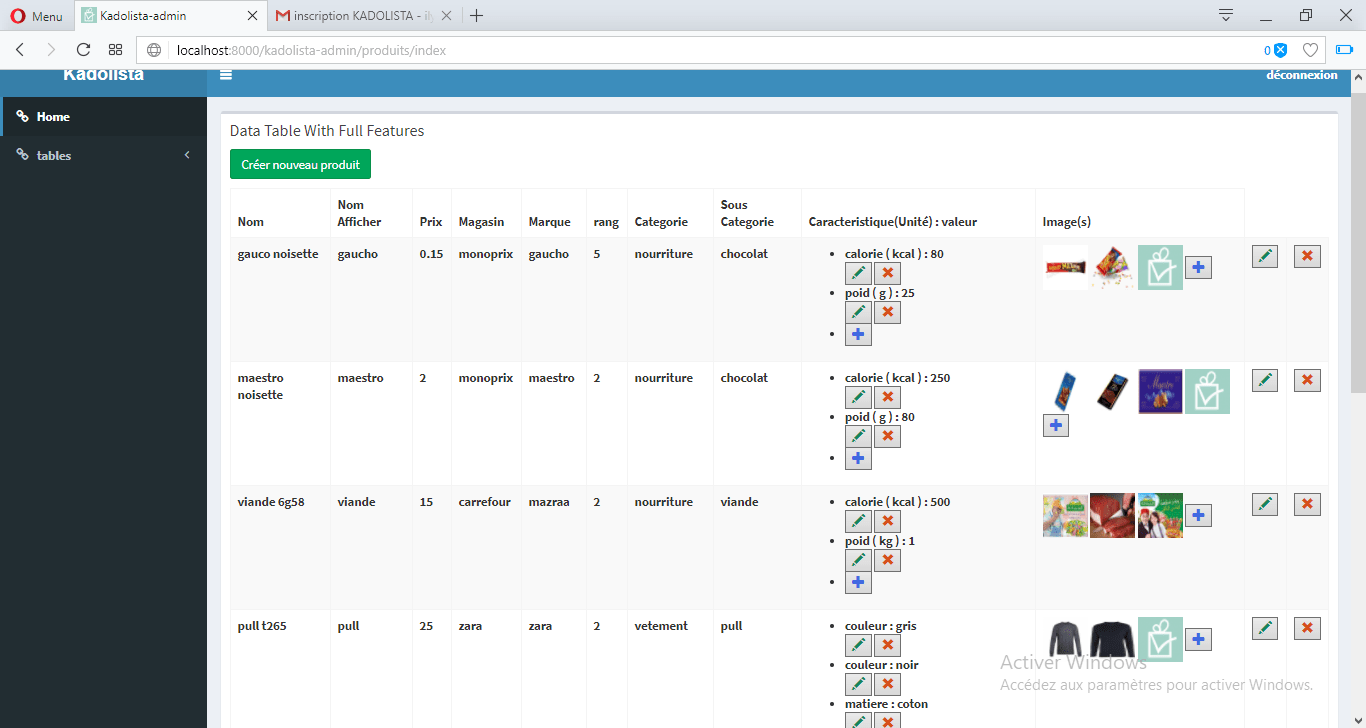 Menu
Kadolista-admin
inscription KADOLISTA -
localhost:8000/kadolista-admin/produits/index
0
Kadolista
déconnexion
Home
tables
Data Table With Full Features
Créer nouveau produit
Nom
Nom Afficher
Prix
Magasin
Marque
rang
Categorie
Sous Categorie
Caracteristique(Unité) : valeur
Image(s)
gauco noisette
gaucho
0.15
monoprix
gaucho
5
nourriture
chocolat
calorie ( kcal ) : 80
poid ( g ) : 25
maestro noisette
maestro
2
monoprix
maestro
2
nourriture
chocolat
calorie ( kcal ) : 250
poid ( g ) : 80
viande 6g58
viande
15
carrefour
mazraa
2
nourriture
viande
calorie ( kcal ) : 500
poid ( kg ) : 1
pull t265
pull
25
zara
zara
2
vetement
pull
couleur : gris
couleur : noir
matiere : coton
Activer Windows
Accédez aux paramètres pour activer Windows.